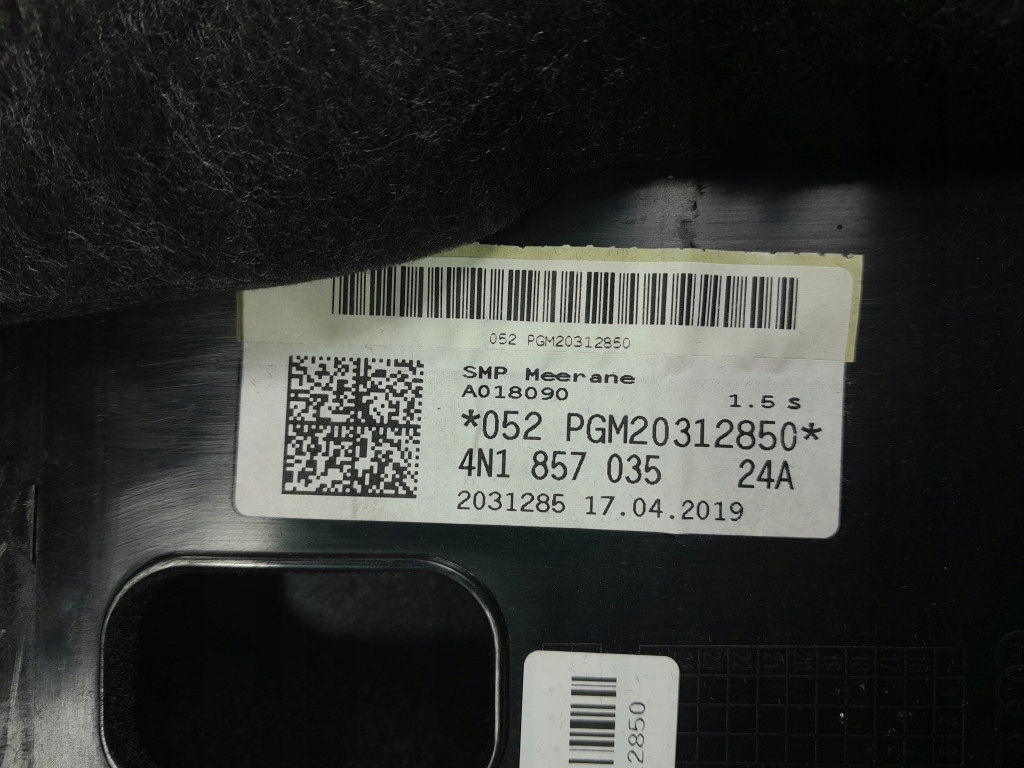 052 PGM20312850
SMP Meerane
A018090 1.5 s
*052 PGM20312850*
4N1 857 035 24A
2031285 17.04.2019
2850